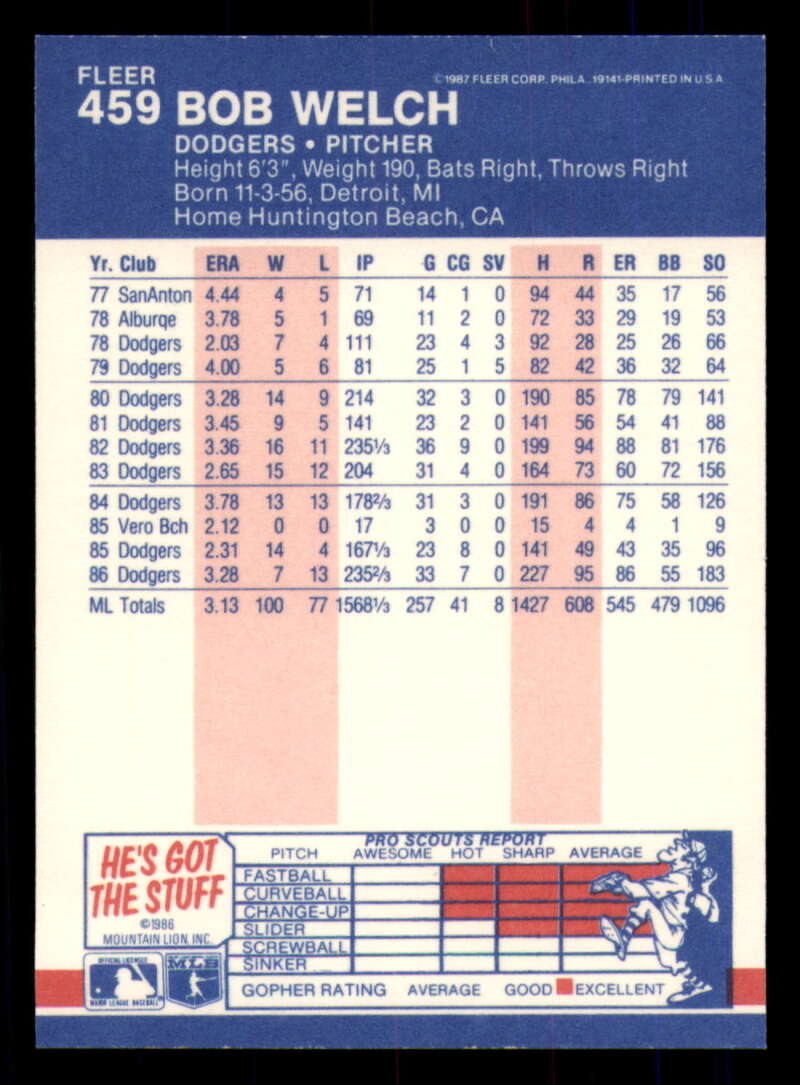 FLEER
©1987 FLEER CORP. PHILA. 19141-PRINTED IN U.S.A.
459 BOB WELCH
DODGERS • PITCHER
Height 6'3", Weight 190, Bats Right, Throws Right
Born 11-3-56, Detroit, MI
Home Huntington Beach, CA
Yr. Club ERA W L IP G CG SV H R ER BB SO
77 SanAnton 4.44 4 5 71 14 1 0 94 44 35 17 56
78 Alburqe 3.78 5 1 69 11 2 0 72 33 29 19 53
78 Dodgers 2.03 7 4 111 23 4 3 92 28 25 26 66
79 Dodgers 4.00 5 6 81 25 1 5 82 42 36 32 64
80 Dodgers 3.28 14 9 214 32 3 0 190 85 78 79 141
81 Dodgers 3.45 9 5 141 23 2 0 141 56 54 41 88
82 Dodgers 3.36 16 11 235⅓ 36 9 0 199 94 88 81 176
83 Dodgers 2.65 15 12 204 31 4 0 164 73 60 72 156
84 Dodgers 3.78 13 13 178⅔ 31 3 0 191 86 75 58 126
85 Vero Bch 2.12 0 0 17 3 0 0 15 4 4 1 9
85 Dodgers 2.31 14 4 167⅓ 23 8 0 141 49 43 35 96
86 Dodgers 3.28 7 13 235⅔ 33 7 0 227 95 86 55 183
ML Totals 3.13 100 77 1568⅓ 257 41 8 1427 608 545 479 1096
HE'S GOT
THE STUFF
©1986
MOUNTAIN LION, INC.
OFFICIAL LICENSEE
MAJOR LEAGUE BASEBALL
MLB
PRO SCOUTS REPORT
PITCH AWESOME HOT SHARP AVERAGE
FASTBALL
CURVEBALL
CHANGE-UP
SLIDER
SCREWBALL
SINKER
GOPHER RATING AVERAGE GOOD EXCELLENT